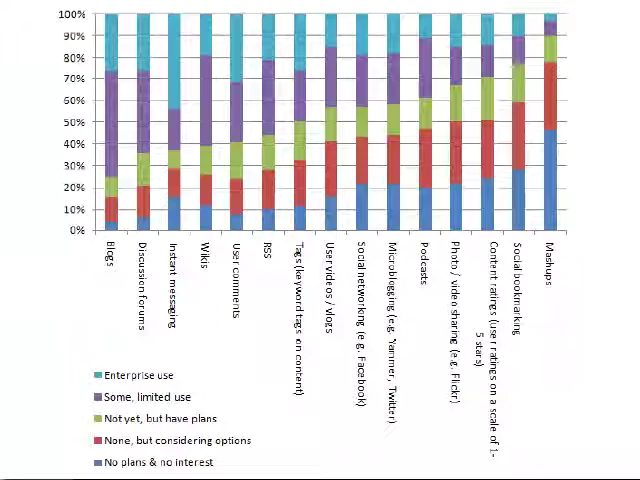 100%
90%
80%
70%
60%
50%
40%
30%
20%
10%
0%
Blogs
Discussion forums
Instant messaging
Wikis
User comments
RSS
Tags (keyword tags on content)
User videos / vlogs
Social networking (e.g. Facebook)
Microblogging (e.g. Yammer, Twitter)
Podcasts
Photo / video sharing (e.g. Flickr)
Content ratings (user ratings on a scale of 1-
5 stars)
Social bookmarking
Mashups
Enterprise use
Some, limited use
Not yet, but have plans
None, but considering options
No plans & no interest